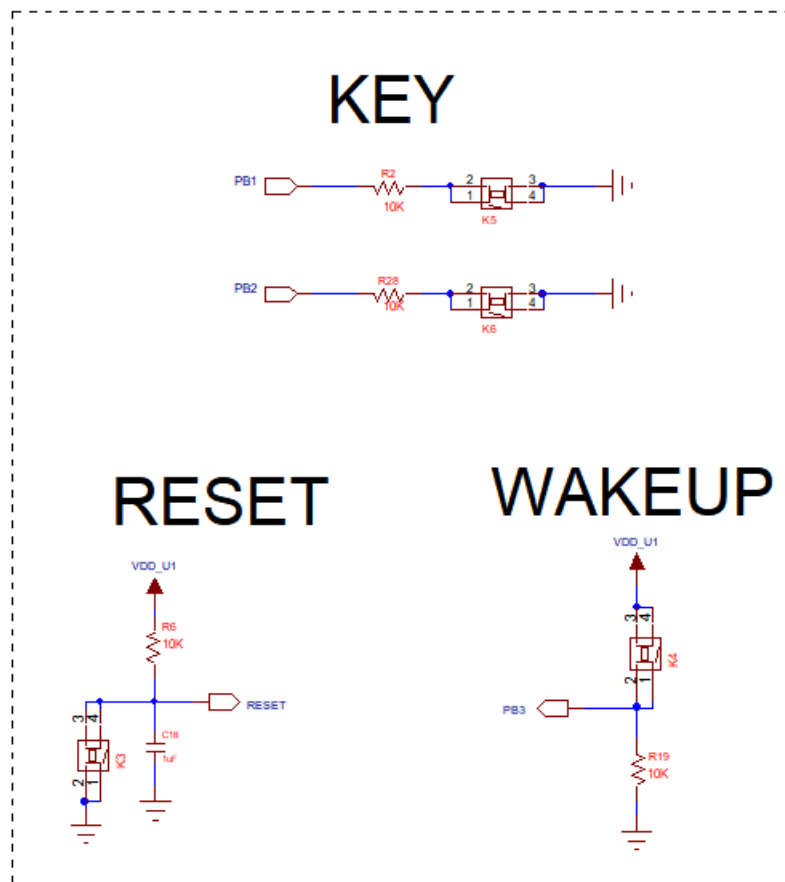 KEY
PB1
R2
10K
2 3
1 4
K5
PB2
R28
10K
2 3
1 4
K6
RESET
VDD_U1
R6
10K
RESET
3 4
K3
2 1
C18
1uF
WAKEUP
VDD_U1
3 4
K4
2 1
PB3
R19
10K